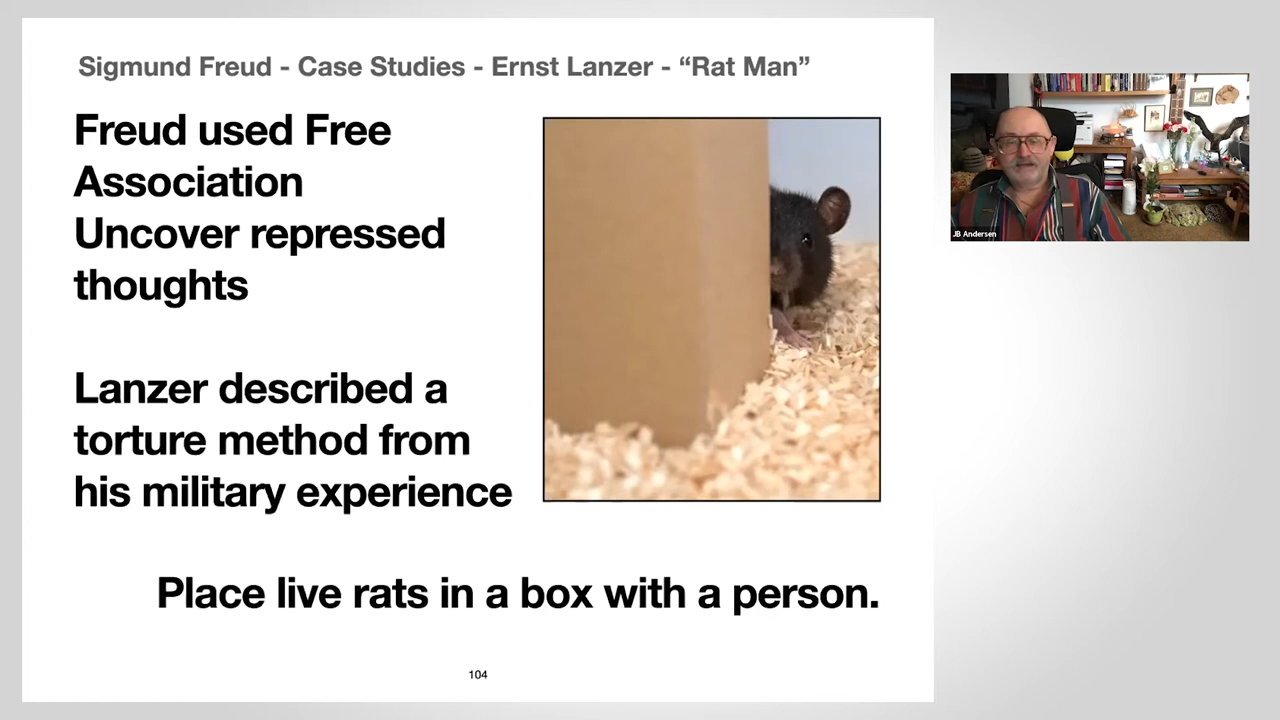 Sigmund Freud - Case Studies - Ernst Lanzer - “Rat Man”
Freud used Free
Association
Uncover repressed
thoughts
Lanzer described a
torture method from
his military experience
Place live rats in a box with a person.
104
JB Andersen